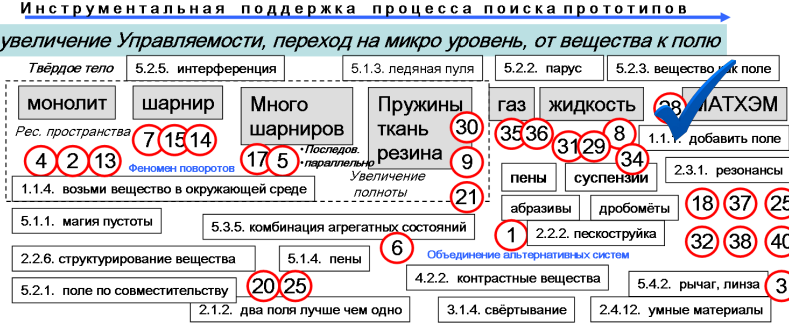 Инструментальная поддержка процесса поиска прототипов
увеличение Управляемости, переход на микро уровень, от вещества к полю
Твёрдое тело
5.2.5. интерференция
5.1.3. ледяная пуля
5.2.2. парус
5.2.3. вещество как поле
монолит
шарнир
Много
шарниров
Пружины
ткань
резина
газ
жидкость
28
МАТХЭМ
Рес. пространства
7 15 14
30
35 36
31 29
8
1.1.1. добавить поле
4 2 13
Феномен поворотов
17 5
• Последов.
• параллельно
9
34
Увеличение
полноты
пены
суспензии
2.3.1. резонансы
1.1.4. возьми вещество в окружающей среде
21
абразивы
дробомёты
18 37 25
5.1.1. магия пустоты
5.3.5. комбинация агрегатных состояний
1
2.2.2. пескоструйка
32 38 40
6
Объединение альтернативных систем
2.2.6. структурирование вещества
5.1.4. пены
4.2.2. контрастные вещества
5.2.1. поле по совместительству
20 25
5.4.2. рычаг, линза
3
2.1.2. два поля лучше чем одно
3.1.4. свёртывание
2.4.12. умные материалы